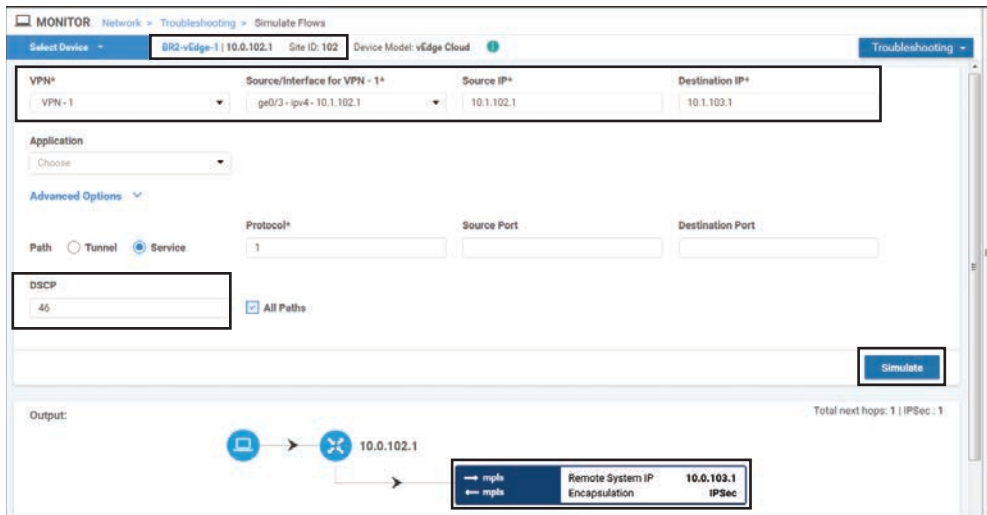 MONITOR Network > Troubleshooting > Simulate Flows
Select Device BR2-vEdge-1 | 10.0.102.1 Site ID: 102 Device Model: vEdge Cloud Troubleshooting
VPN* Source/Interface for VPN - 1* Source IP* Destination IP*
VPN - 1 ge0/3 - ipv4 - 10.1.102.1 10.1.102.1 10.1.103.1
Application
Choose
Advanced Options
Protocol* Source Port Destination Port
Path Tunnel Service 1
DSCP
46 All Paths
Simulate
Output: Total next hops: 1 | IPSec : 1
10.0.102.1
mpls Remote System IP 10.0.103.1
mpls Encapsulation IPSec